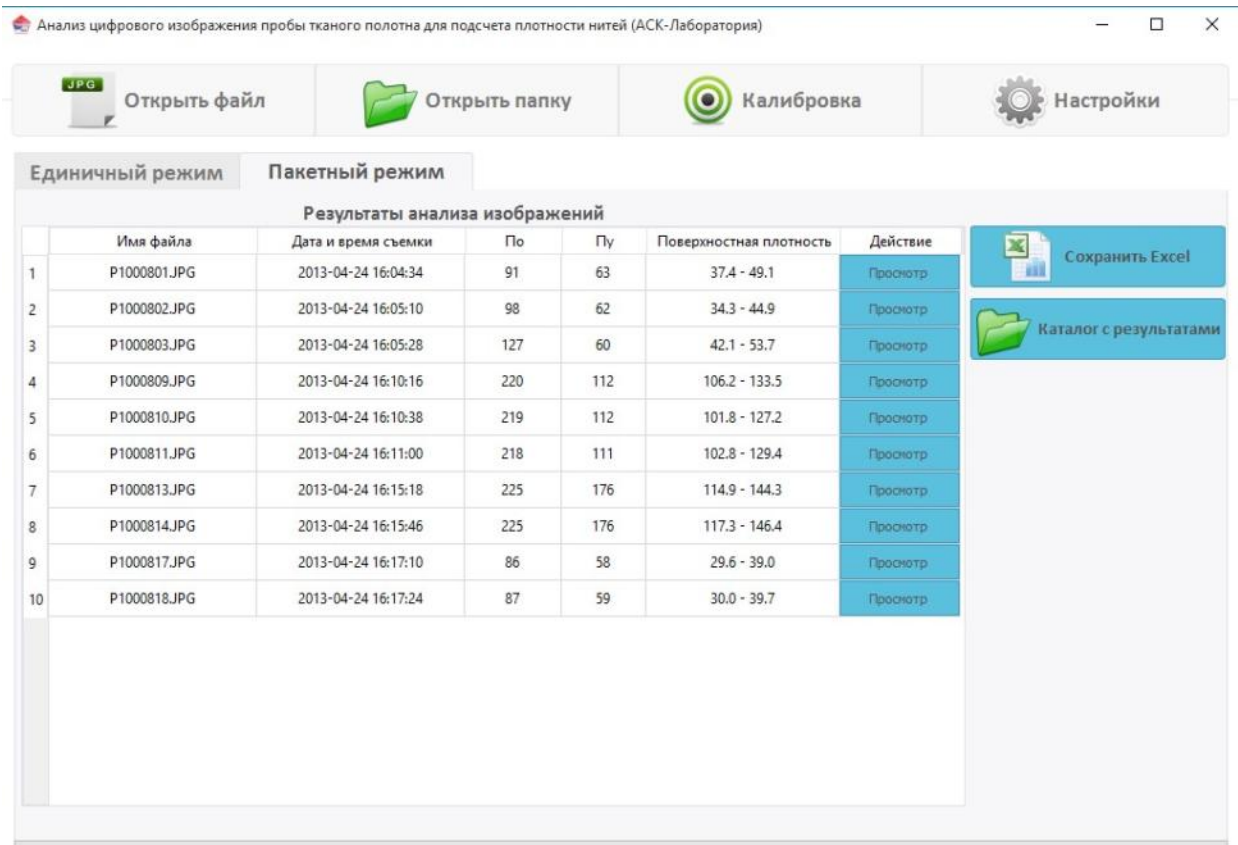 Анализ цифрового изображения пробы тканого полотна для подсчета плотности нитей (АСК-Лаборатория)
JPG Открыть файл Открыть папку Калибровка Настройки
Единичный режим Пакетный режим
Результаты анализа изображений
Имя файла Дата и время съемки По Пу Поверхностная плотность Действие
1 P1000801.JPG 2013-04-24 16:04:34 91 63 37.4 - 49.1 Просмотр
2 P1000802.JPG 2013-04-24 16:05:10 98 62 34.3 - 44.9 Просмотр
3 P1000803.JPG 2013-04-24 16:05:28 127 60 42.1 - 53.7 Просмотр
4 P1000809.JPG 2013-04-24 16:10:16 220 112 106.2 - 133.5 Просмотр
5 P1000810.JPG 2013-04-24 16:10:38 219 112 101.8 - 127.2 Просмотр
6 P1000811.JPG 2013-04-24 16:11:00 218 111 102.8 - 129.4 Просмотр
7 P1000813.JPG 2013-04-24 16:15:18 225 176 114.9 - 144.3 Просмотр
8 P1000814.JPG 2013-04-24 16:15:46 225 176 117.3 - 146.4 Просмотр
9 P1000817.JPG 2013-04-24 16:17:10 86 58 29.6 - 39.0 Просмотр
10 P1000818.JPG 2013-04-24 16:17:24 87 59 30.0 - 39.7 Просмотр
Сохранить Excel
Каталог с результатами